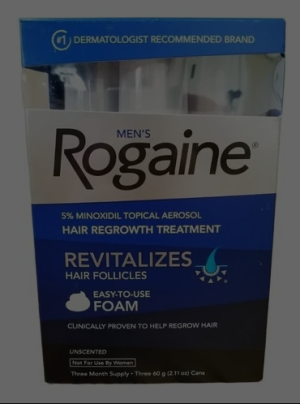 #1 DERMATOLOGIST RECOMMENDED BRAND
MEN'S
Rogaine®
5% MINOXIDIL TOPICAL AEROSOL
HAIR REGROWTH TREATMENT
REVITALIZES
HAIR FOLLICLES
EASY-TO-USE
FOAM
CLINICALLY PROVEN TO HELP REGROW HAIR
UNSCENTED
Not For Use By Women
Three Month Supply • Three 60 g (2.11 oz) Cans